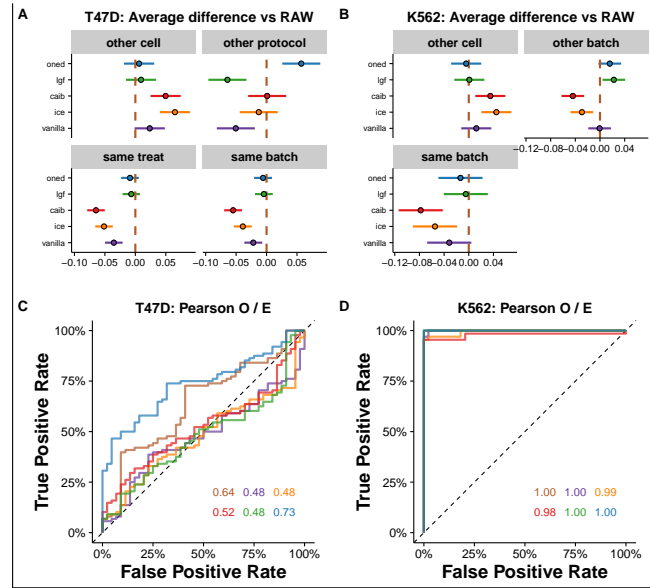 A
T47D: Average difference vs RAW
other cell
other protocol
oned
lgf
caib
ice
vanilla
same treat
same batch
oned
lgf
caib
ice
vanilla
−0.10
−0.05
0.00
0.05
−0.10
−0.05
0.00
0.05
B
K562: Average difference vs RAW
other cell
other batch
oned
lgf
caib
ice
vanilla
−0.12
−0.08
−0.04
0.00
0.04
same batch
oned
lgf
caib
ice
vanilla
−0.12
−0.08
−0.04
0.00
0.04
C
T47D: Pearson O / E
True Positive Rate
100%
75%
50%
25%
0%
0.64 0.48 0.48
0.52 0.48 0.73
0%
25%
50%
75%
100%
False Positive Rate
D
K562: Pearson O / E
True Positive Rate
100%
75%
50%
25%
0%
1.00 1.00 0.99
0.98 1.00 1.00
0%
25%
50%
75%
100%
False Positive Rate